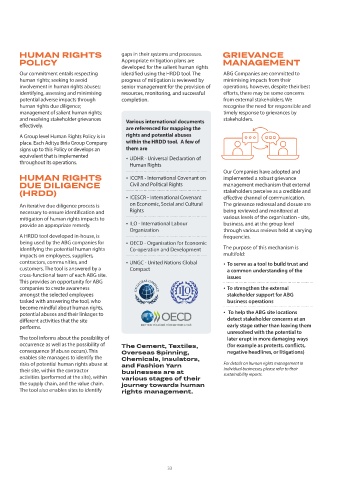 HUMAN RIGHTS
POLICY
Our commitment entails respecting
human rights; seeking to avoid
involvement in human rights abuses;
identifying, assessing and minimising
potential adverse impacts through
human rights due diligence;
management of salient human rights;
and resolving stakeholder grievances
effectively.
A Group level Human Rights Policy is in
place. Each Aditya Birla Group Company
signs up to this Policy or develops an
equivalent that is implemented
throughout its operations.
HUMAN RIGHTS
DUE DILIGENCE
(HRDD)
An iterative due diligence process is
necessary to ensure identification and
mitigation of human rights impacts to
provide an appropriate remedy.
A HRDD tool developed in-house, is
being used by the ABG companies for
identifying the potential human rights
impacts on employees, suppliers,
contractors, communities, and
customers. The tool is answered by a
cross-functional team of each ABG site.
This provides an opportunity for ABG
companies to create awareness
amongst the selected employees
tasked with answering the tool, who
become mindful about human rights,
potential abuses and their linkages to
different activities that the site
performs.
The tool informs about the possibility of
occurrence as well as the possibility of
consequence (if abuse occurs). This
enables site managers to identify the
risks of potential human rights abuse at
their site, within the contractor
activities (performed at the site), within
the supply chain, and the value chain.
The tool also enables sites to identify
gaps in their systems and processes.
Appropriate mitigation plans are
developed for the salient human rights
identified using the HRDD tool. The
progress of mitigation is reviewed by
senior management for the provision of
resources, monitoring, and successful
completion.
Various international documents
are referenced for mapping the
rights and potential abuses
within the HRDD tool. A few of
them are
• UDHR - Universal Declaration of
Human Rights
• ICCPR - International Covenant on
Civil and Political Rights
• ICESCR - International Covenant
on Economic, Social and Cultural
Rights
• ILO - International Labour
Organisation
• OECD - Organisation for Economic
Co-operation and Development
• UNGC - United Nations Global
Compact
OECD
The Cement, Textiles,
Overseas Spinning,
Chemicals, Insulators,
and Fashion Yarn
businesses are at
various stages of their
journey towards human
rights management.
GRIEVANCE
MANAGEMENT
ABG Companies are committed to
minimising impacts from their
operations, however, despite their best
efforts, there may be some concerns
from external stakeholders. We
recognise the need for responsible and
timely response to grievances by
stakeholders.
Our Companies have adopted and
implemented a robust grievance
management mechanism that external
stakeholders perceive as a credible and
effective channel of communication.
The grievance redressal and closure are
being reviewed and monitored at
various levels of the organisation - site,
business, and at the group level
through various reviews held at varying
frequencies.
The purpose of this mechanism is
multifold:
• To serve as a tool to build trust and
a common understanding of the
issues
• To strengthen the external
stakeholder support for ABG
business operations
• To help the ABG site locations
detect stakeholder concerns at an
early stage rather than leaving them
unresolved with the potential to
later erupt in more damaging ways
(for example as protests, conflicts,
negative headlines, or litigations)
For details on human rights management in
individual businesses, please refer to their
sustainability reports.